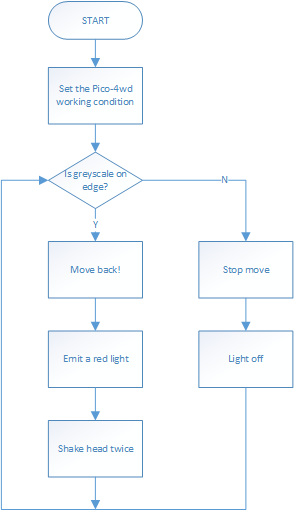 START
Set the Pico-4wd
working condition
Is greyscale on
edge?
N
Y
Move back!
Stop move
Emit a red light
Light off
Shake head twice